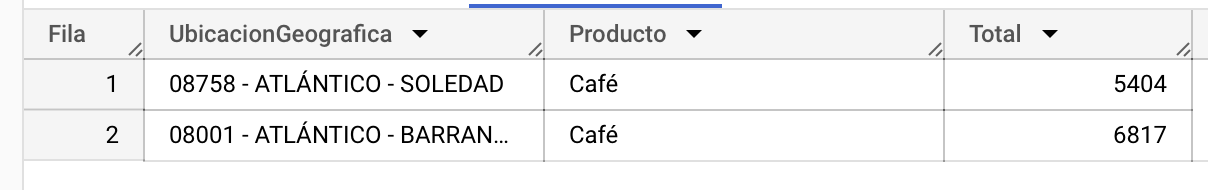 Fila UbicacionGeografica Producto Total
1 08758 - ATLÁNTICO - SOLEDAD Café 5404
2 08001 - ATLÁNTICO - BARRAN... Café 6817